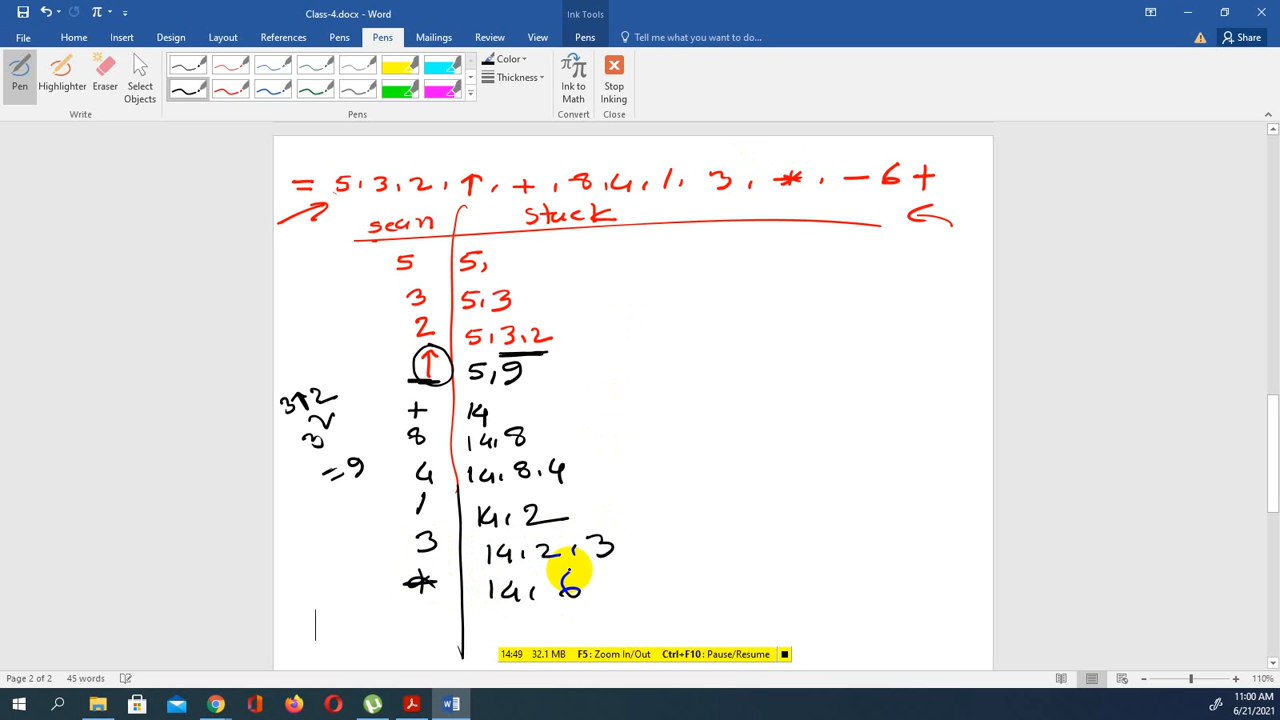 Class-4.docx - Word
Ink Tools
File Home Insert Design Layout References Pens Mailings Review View Help Acrobat Pens Tell me what you want to do... Share
Pen Highlighter Eraser Select Objects
Color
Thickness
Ink to Math Stop Inking
Write Pens Convert Close
= 5, 3, 2, ↑, +, 8, 4, /, 3, *, - 6 +
scan stack
5 5,
3 5, 3
2 5, 3, 2
↑ 5, 9
3↑2
+ 14
3 2
8 14, 8
= 9
4 14, 8, 4
/ 14, 2
3 14, 2, 3
* 14, 6
14:49 32.1 MB F5: Zoom In/Out Ctrl+F10: Pause/Resume
Page 2 of 2 45 words 110%
11:00 AM
6/21/2021